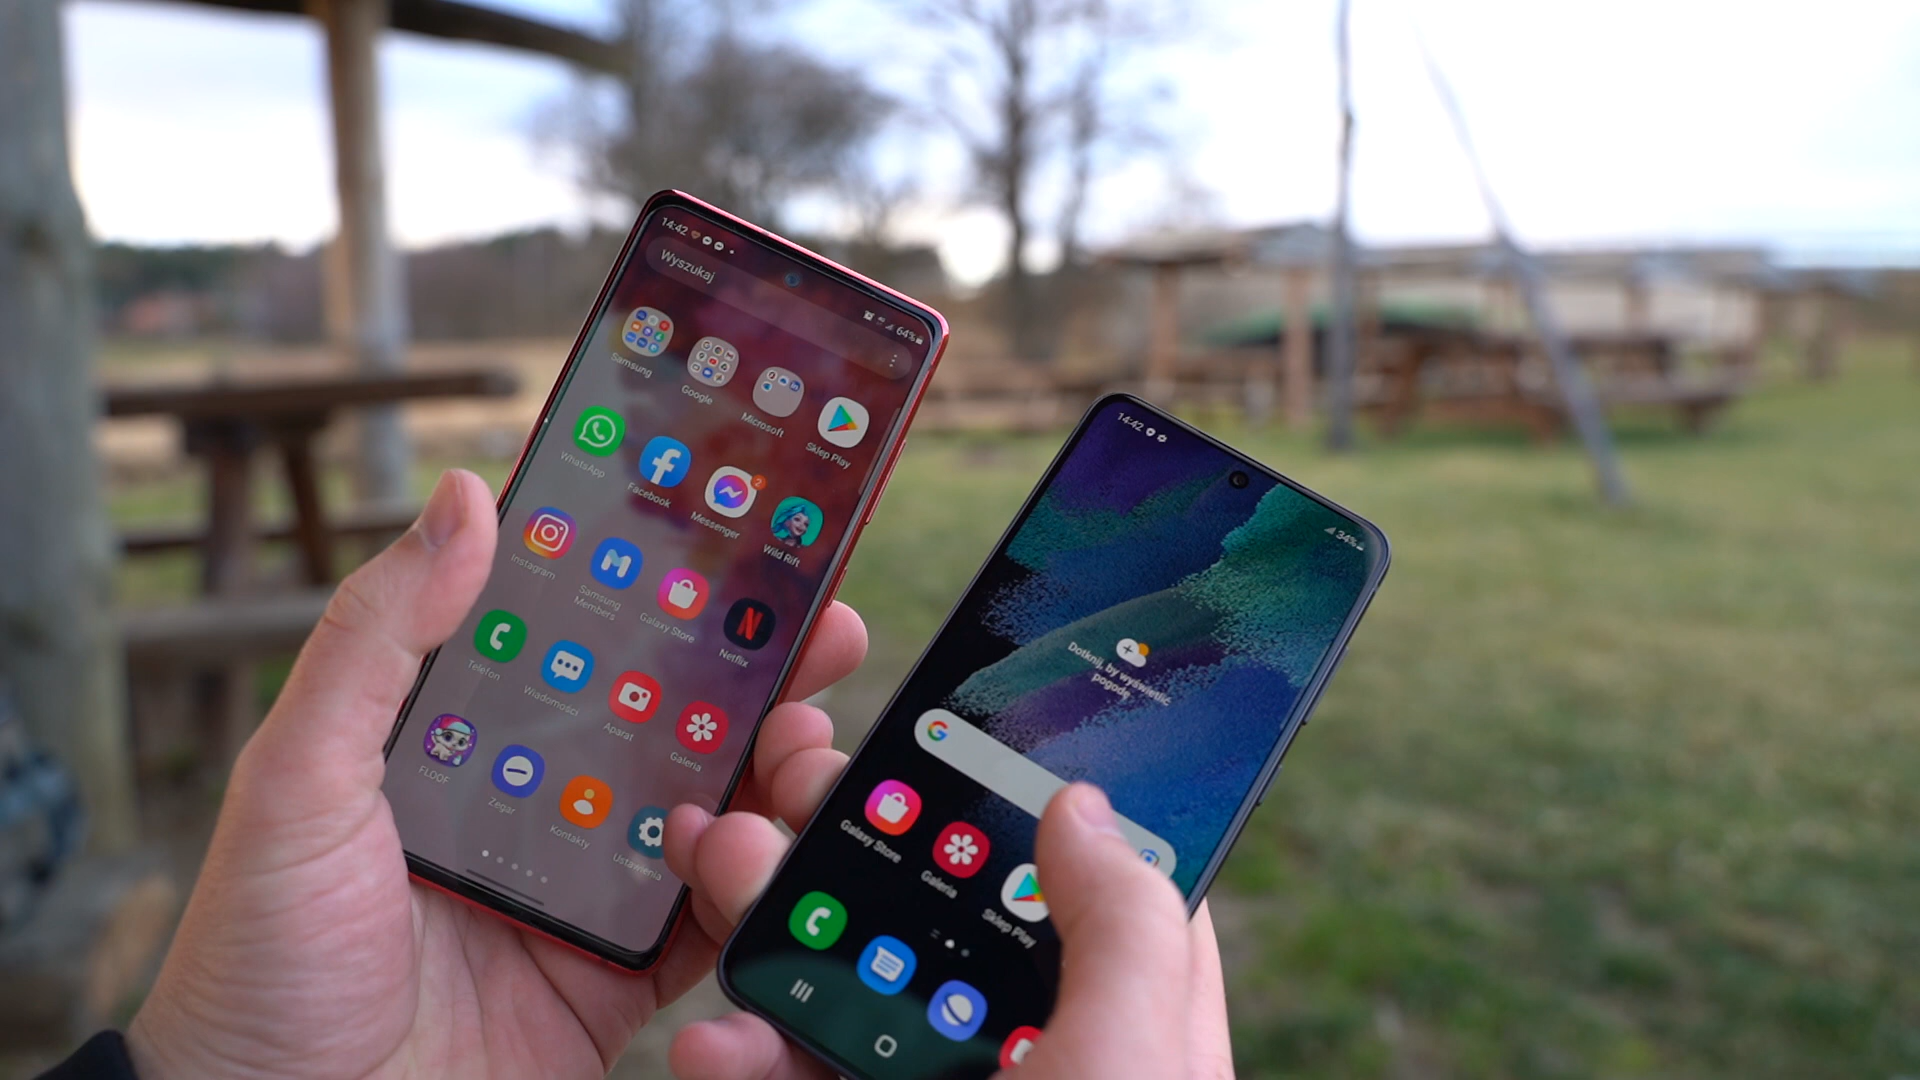 14:42
64%
Wyszukaj
Samsung
Google
Microsoft
Sklep Play
WhatsApp
Facebook
Messenger
2
Wild Rift
Instagram
Samsung
Members
Galaxy Store
Netflix
Telefon
Wiadomości
Aparat
Galeria
FLOOF
Zegar
Kontakty
Ustawienia
14:42
34%
Dotknij, by wyświetlić
pogodę
Galaxy Store
Galeria
Sklep Play